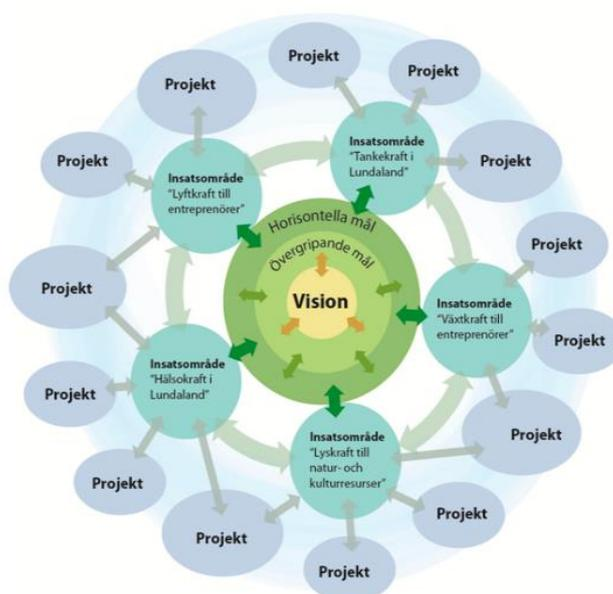 Projekt
Projekt
Projekt
Projekt
Projekt
Insatsområde
"Tankekraft i
Lundaland"
Insatsområde
"Lyftkraft till
entreprenörer"
Horisontella mål
Övergripande mål
Vision
Projekt
Projekt
Insatsområde
"Växtkraft till
entreprenörer"
Projekt
Insatsområde
"Hälsokraft i
Lundaland"
Projekt
Projekt
Insatsområde
"Lyskraft till
natur- och
kulturresurser"
Projekt
Projekt
Projekt
Projekt